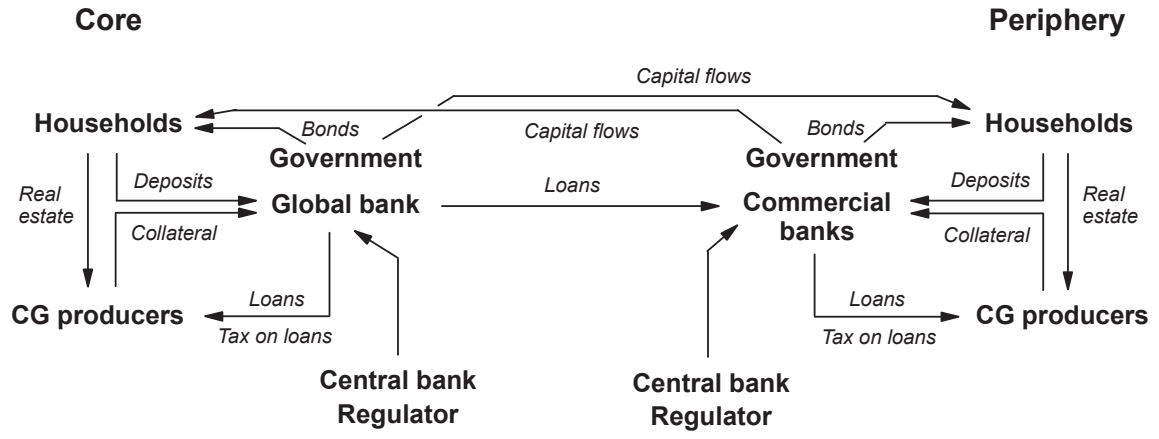 Core
Periphery
Capital flows
Households
Bonds
Capital flows
Bonds
Households
Government
Government
Real
estate
Deposits
Global bank
Loans
Commercial
banks
Deposits
Real
estate
Collateral
Collateral
CG producers
Loans
Tax on loans
Loans
Tax on loans
CG producers
Central bank
Regulator
Central bank
Regulator